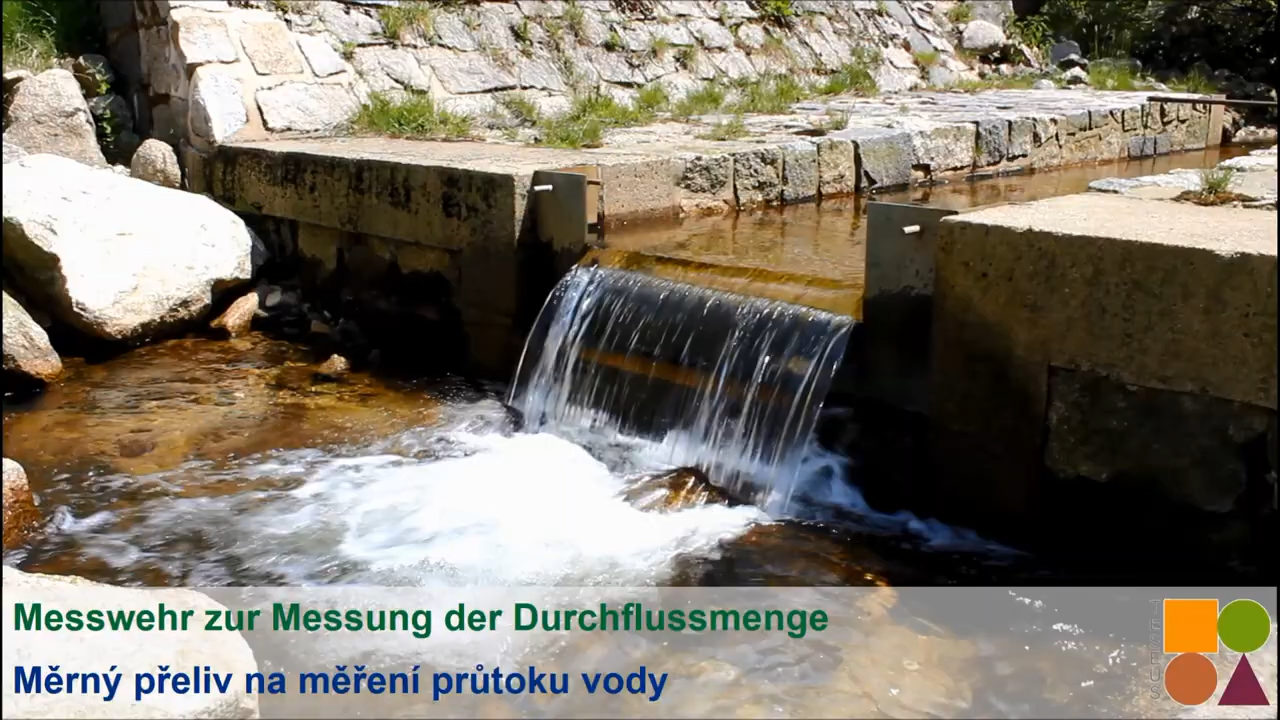 Messwehr zur Messung der Durchflussmenge
Měrný přeliv na měření průtoku vody